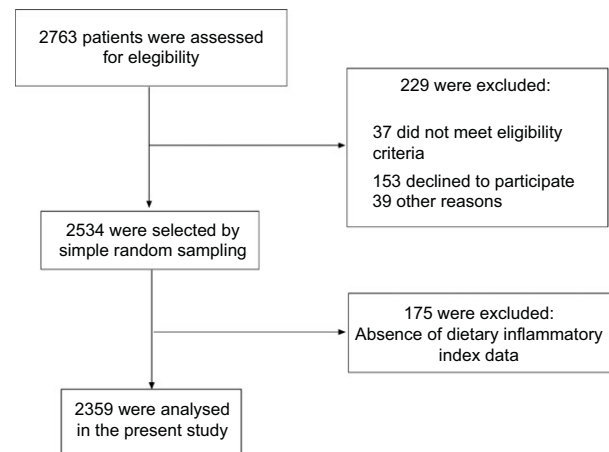 2763 patients were assessed
for elegibility
229 were excluded:
37 did not meet eligibility
criteria
153 declined to participate
39 other reasons
2534 were selected by
simple random sampling
175 were excluded:
Absence of dietary inflammatory
index data
2359 were analysed
in the present study